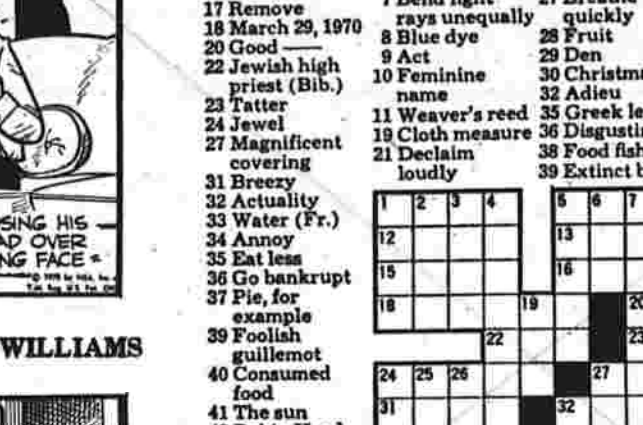 SING HIS
AD OVER
NG FACE
WILLIAMS
17 Remove
18 March 29, 1970
20 Good ——
22 Jewish high
priest (Bib.)
23 Tatter
24 Jewel
27 Magnificent
covering
31 Breezy
32 Actuality
33 Water (Fr.)
34 Annoy
35 Eat less
36 Go bankrupt
37 Pie, for
example
39 Foolish
guillemot
40 Consumed
food
41 The sun
rays unequally
8 Blue dye
9 Act
10 Feminine
name
11 Weaver's reed
19 Cloth measure
21 Declaim
loudly
quickly
28 Fruit
29 Den
30 Christma
32 Adieu
35 Greek le
36 Disgustin
38 Food fish
39 Extinct b
1 2 3 4 5 6 7
12 13
15 16
18 19 20
22 23
24 25 26 27
31 32